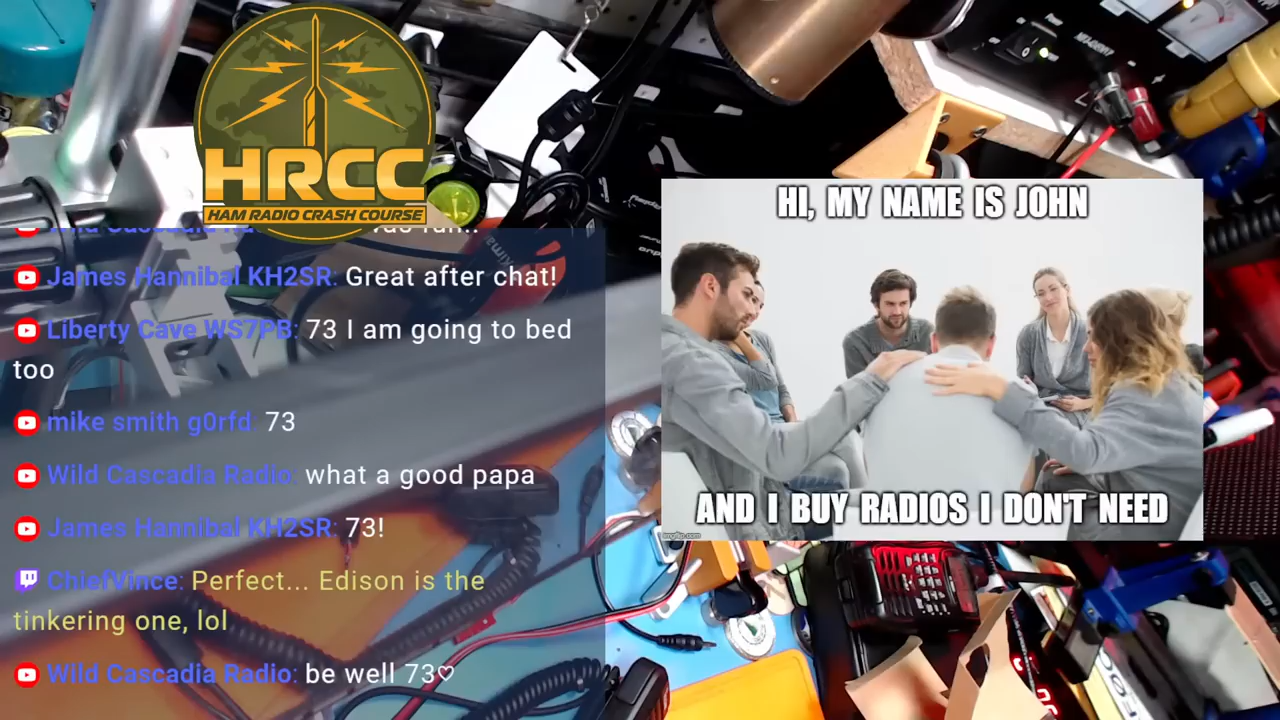 HRCC
HAM RADIO CRASH COURSE
James Hannibal KH2SR: Great after chat!
Liberty Cave WS7PB: 73 I am going to bed
too
mike smith g0rfd: 73
Wild Cascadia Radio: what a good papa
James Hannibal KH2SR: 73!
ChiefVince: Perfect... Edison is the
tinkering one, lol
Wild Cascadia Radio: be well 73♡
HI, MY NAME IS JOHN
AND I BUY RADIOS I DON'T NEED
imgflip.com